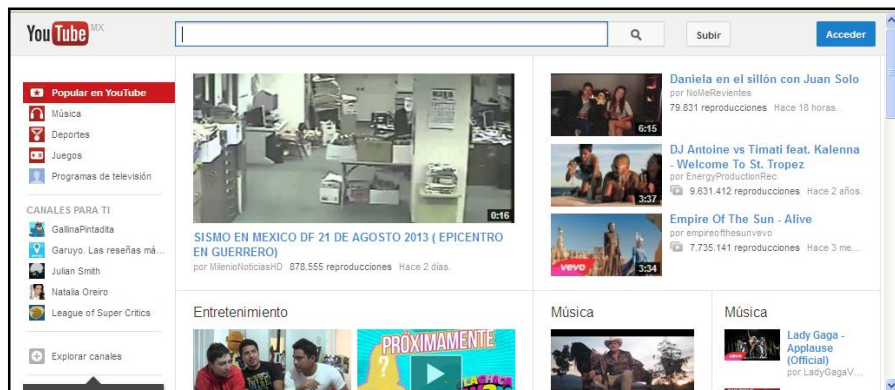 YouTube MX
Subir
Acceder
Popular en YouTube
Música
Deportes
Juegos
Programas de televisión
CANALES PARA TI
GallinaPintadita
Garuyo. Las reseñas má...
Julian Smith
Natalia Oreiro
League of Super Critics
Explorar canales
0:16
SISMO EN MEXICO DF 21 DE AGOSTO 2013 ( EPICENTRO
EN GUERRERO)
por MilenioNoticiasHD 878.555 reproducciones Hace 2 días.
6:15
Daniela en el sillón con Juan Solo
por NoMeRevientes
79.831 reproducciones Hace 18 horas.
3:37
DJ Antoine vs Timati feat. Kalenna
- Welcome To St. Tropez
por EnergyProductionRec
9.631.412 reproducciones Hace 2 años.
vevo
3:34
Empire Of The Sun - Alive
por empireofthesunvevo
7.735.141 reproducciones Hace 3 me...
Entretenimiento
PRÓXIMAMENTE
Música
Música
vevo
Lady Gaga -
Applause
(Official)
por LadyGagaV...